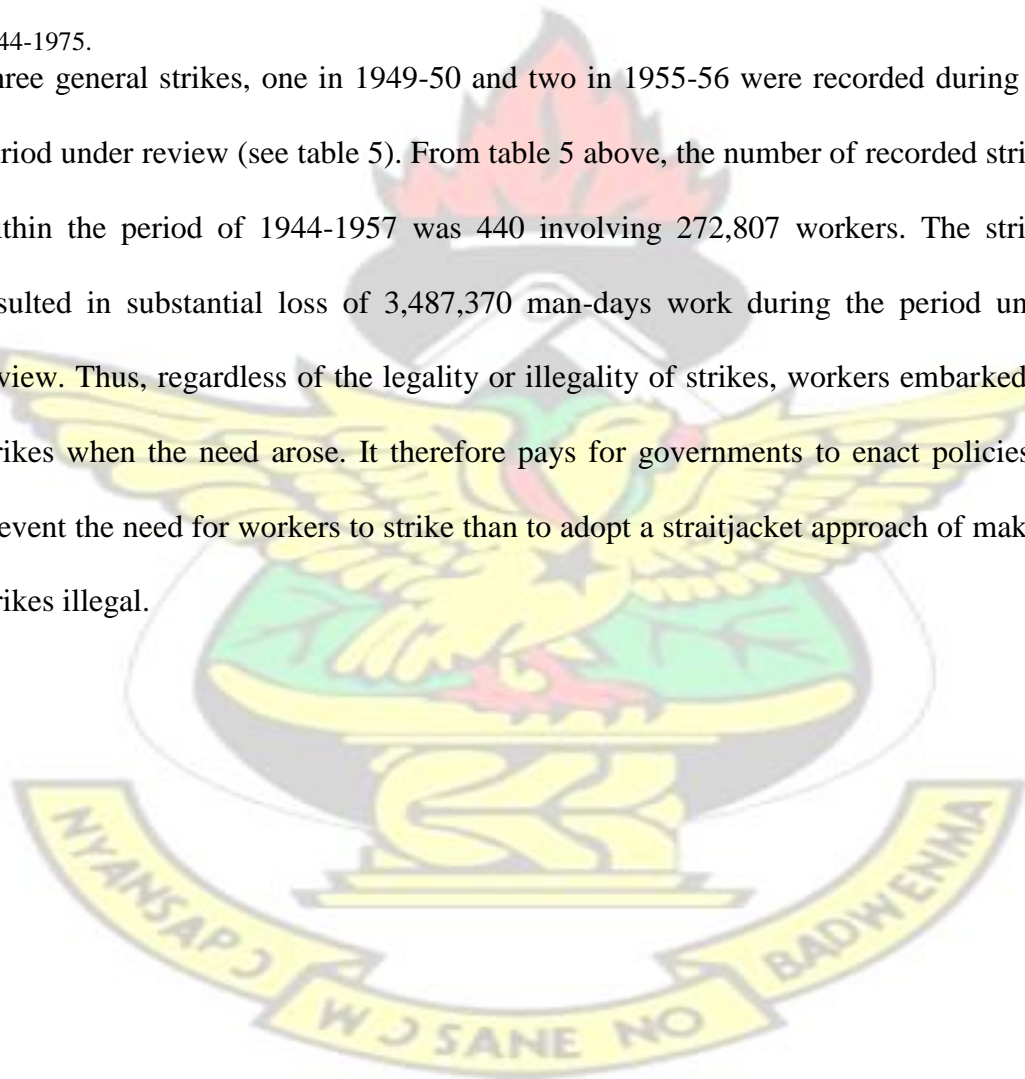 44-1975.
hree general strikes, one in 1949-50 and two in 1955-56 were recorded during
riod under review (see table 5). From table 5 above, the number of recorded stri
ithin the period of 1944-1957 was 440 involving 272,807 workers. The stri
sulted in substantial loss of 3,487,370 man-days work during the period un
view. Thus, regardless of the legality or illegality of strikes, workers embarked
rikes when the need arose. It therefore pays for governments to enact policies
event the need for workers to strike than to adopt a straitjacket approach of mak
rikes illegal.
NYANSAPƆ
WƆSANE NO
BADWENMA